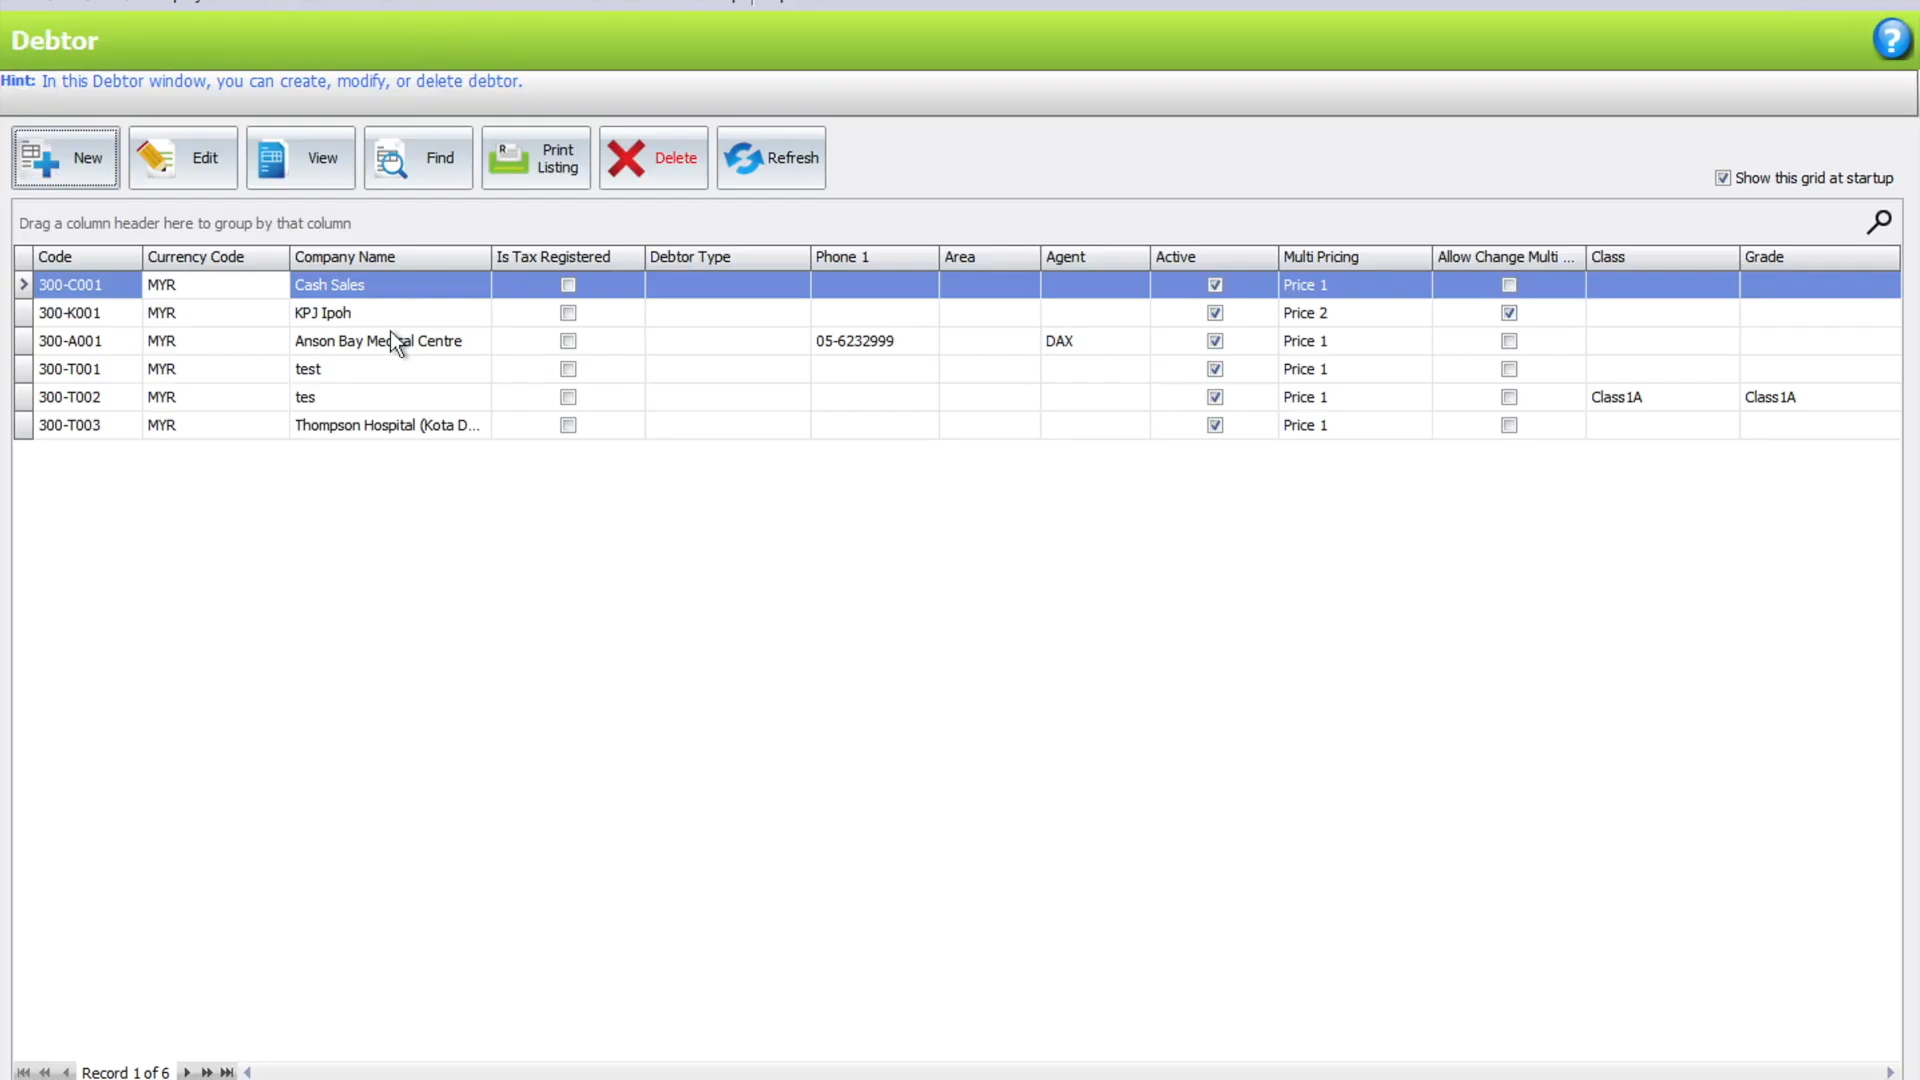 Debtor
Hint: In this Debtor window, you can create, modify, or delete debtor.
New Edit View Find Print Listing Delete Refresh
Show this grid at startup
Drag a column header here to group by that column
Code Currency Code Company Name Is Tax Registered Debtor Type Phone 1 Area Agent Active Multi Pricing Allow Change Multi ... Class Grade
300-C001 MYR Cash Sales Price 1
300-K001 MYR KPJ Ipoh Price 2
300-A001 MYR Anson Bay Medical Centre 05-6232999 DAX Price 1
300-T001 MYR test Price 1
300-T002 MYR tes Price 1 Class1A Class1A
300-T003 MYR Thompson Hospital (Kota D... Price 1
Record 1 of 6